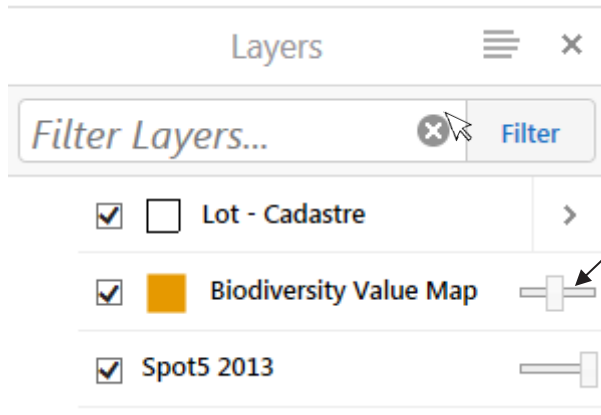 Layers
Filter Layers... Filter
Lot - Cadastre
Biodiversity Value Map
Spot5 2013